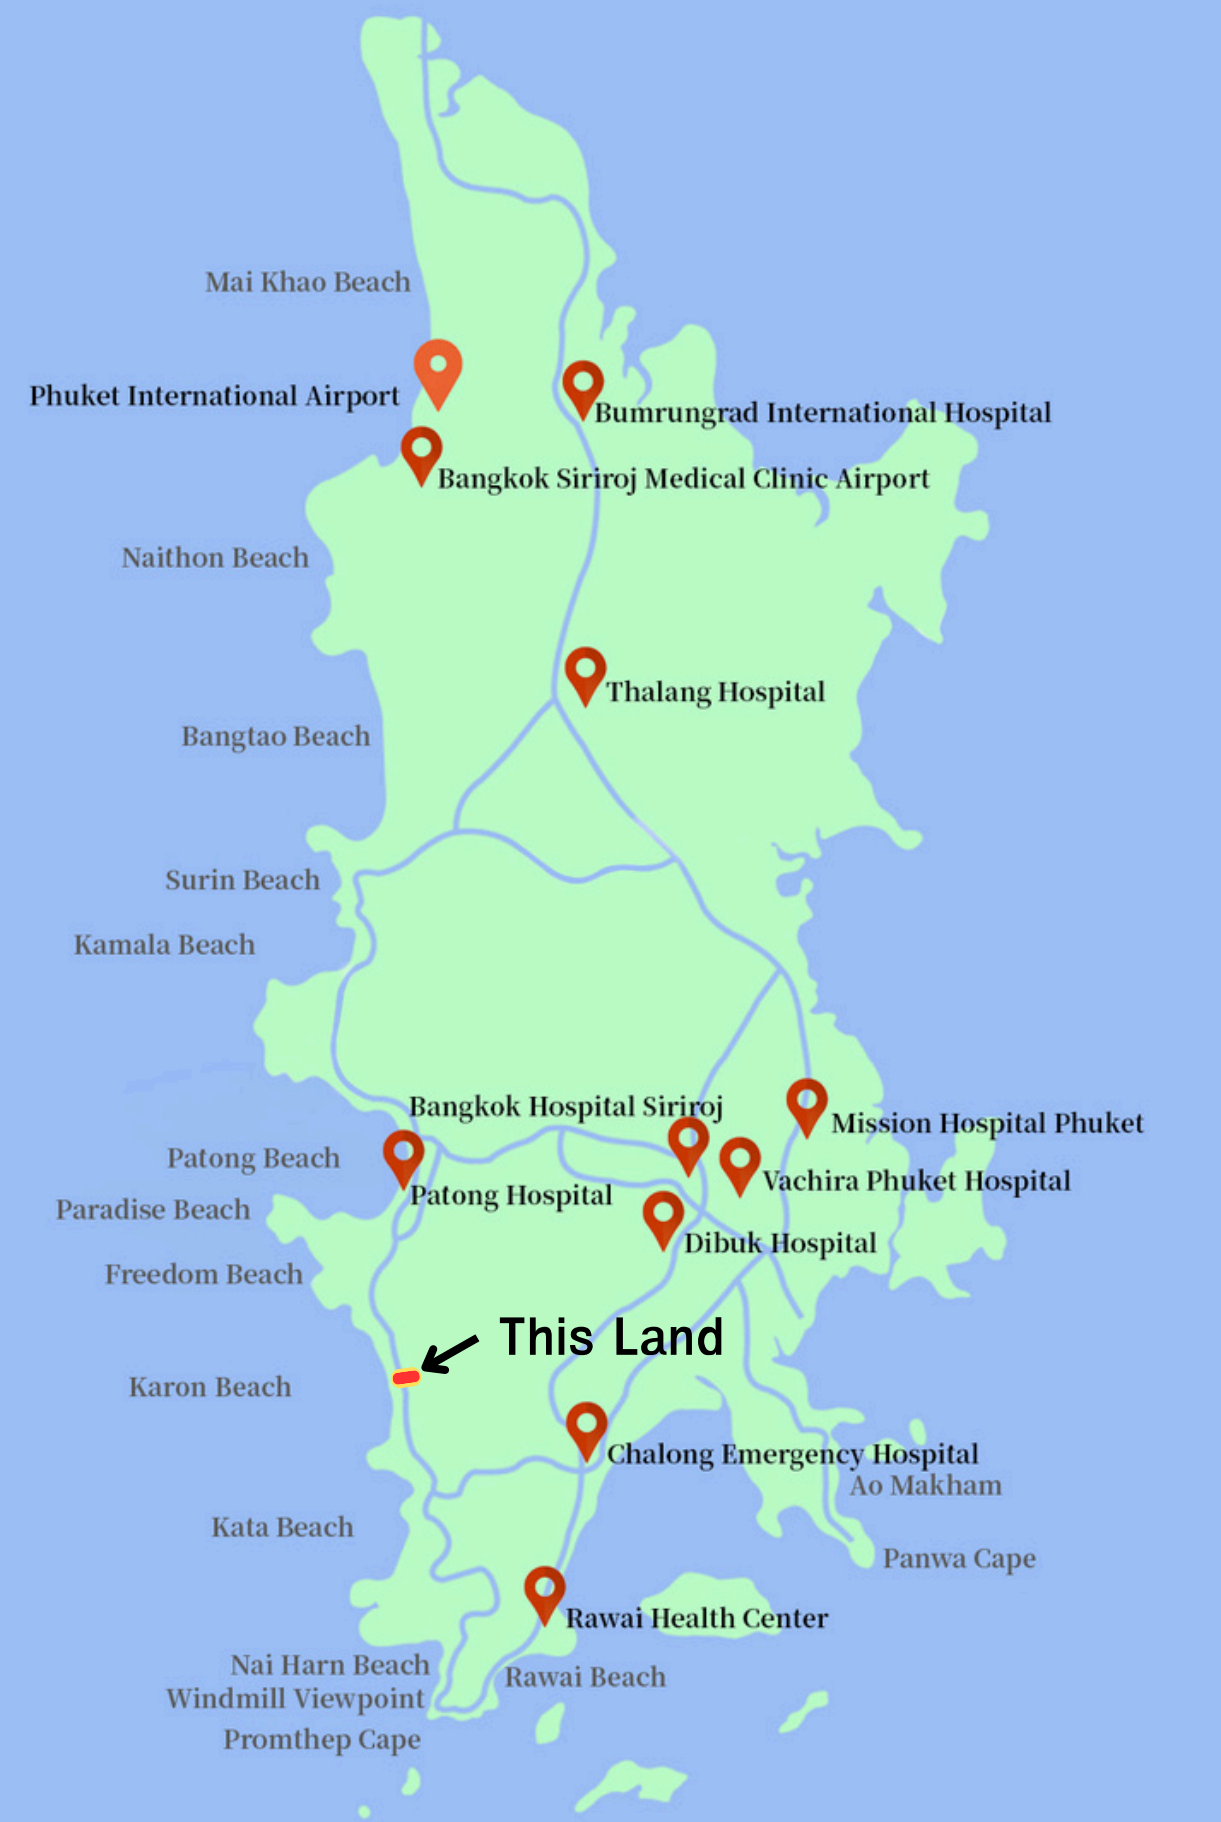 Mai Khao Beach
Phuket International Airport
Bumrungrad International Hospital
Bangkok Siriroj Medical Clinic Airport
Naithon Beach
Thalang Hospital
Bangtao Beach
Surin Beach
Kamala Beach
Bangkok Hospital Siriroj
Mission Hospital Phuket
Patong Beach
Vachira Phuket Hospital
Patong Hospital
Paradise Beach
Dibuk Hospital
Freedom Beach
This Land
Karon Beach
Chalong Emergency Hospital
Ao Makham
Kata Beach
Panwa Cape
Rawai Health Center
Nai Harn Beach
Rawai Beach
Windmill Viewpoint
Promthep Cape